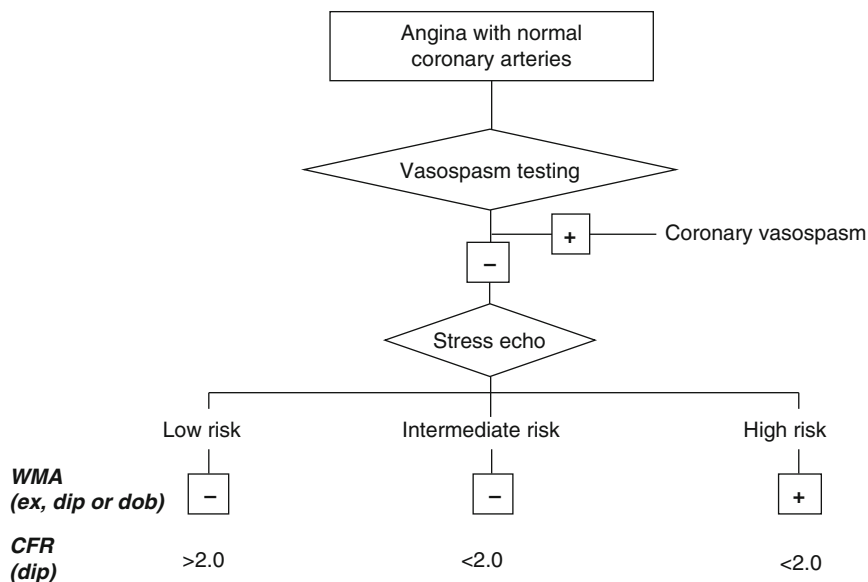 Angina with normal
coronary arteries
Vasospasm testing
+
Coronary vasospasm
–
Stress echo
Low risk
Intermediate risk
High risk
WMA
(ex, dip or dob)
–
–
+
CFR
(dip)
>2.0
<2.0
<2.0